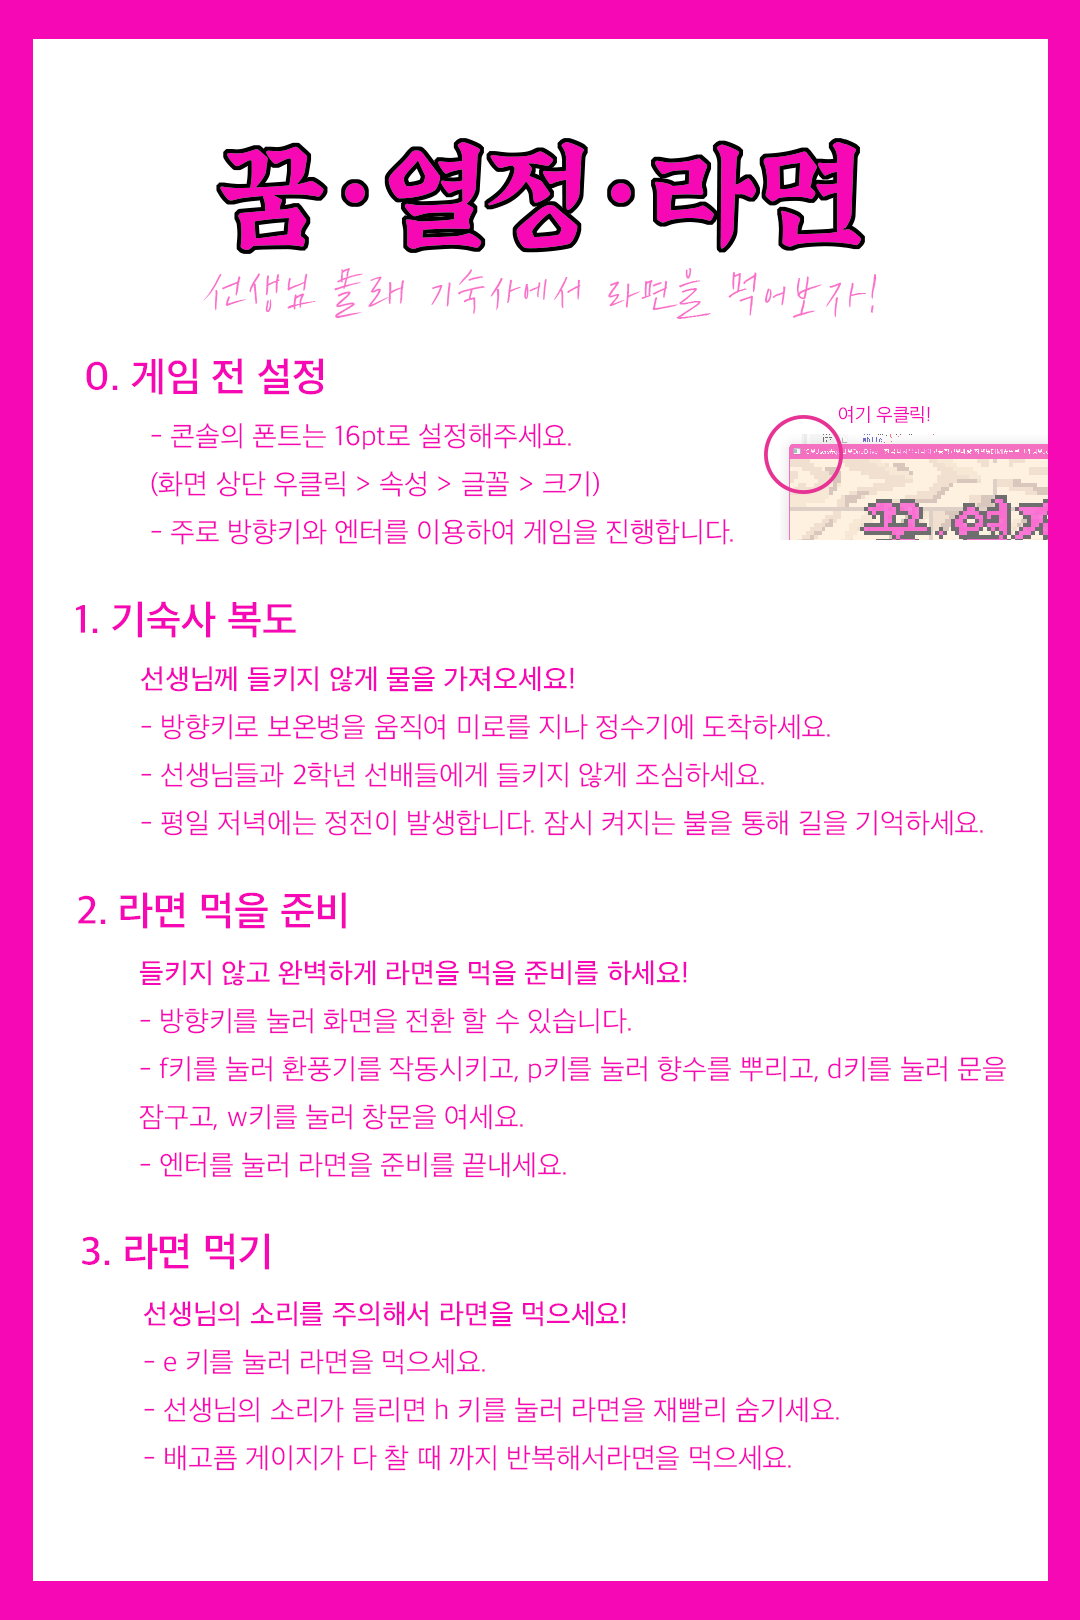 꿈·열정·라면
선생님 몰래 기숙사에서 라면을 먹어보자!
0. 게임 전 설정
- 콘솔의 폰트는 16pt로 설정해주세요.
(화면 상단 우클릭 > 속성 > 글꼴 > 크기)
- 주로 방향키와 엔터를 이용하여 게임을 진행합니다.
여기 우클릭!
while
꿈·열정
1. 기숙사 복도
선생님께 들키지 않게 물을 가져오세요!
- 방향키로 보온병을 움직여 미로를 지나 정수기에 도착하세요.
- 선생님들과 2학년 선배들에게 들키지 않게 조심하세요.
- 평일 저녁에는 정전이 발생합니다. 잠시 켜지는 불을 통해 길을 기억하세요.
2. 라면 먹을 준비
들키지 않고 완벽하게 라면을 먹을 준비를 하세요!
- 방향키를 눌러 화면을 전환 할 수 있습니다.
- f키를 눌러 환풍기를 작동시키고, p키를 눌러 향수를 뿌리고, d키를 눌러 문을
잠구고, w키를 눌러 창문을 여세요.
- 엔터를 눌러 라면을 준비를 끝내세요.
3. 라면 먹기
선생님의 소리를 주의해서 라면을 먹으세요!
- e 키를 눌러 라면을 먹으세요.
- 선생님의 소리가 들리면 h 키를 눌러 라면을 재빨리 숨기세요.
- 배고픔 게이지가 다 찰 때 까지 반복해서라면을 먹으세요.